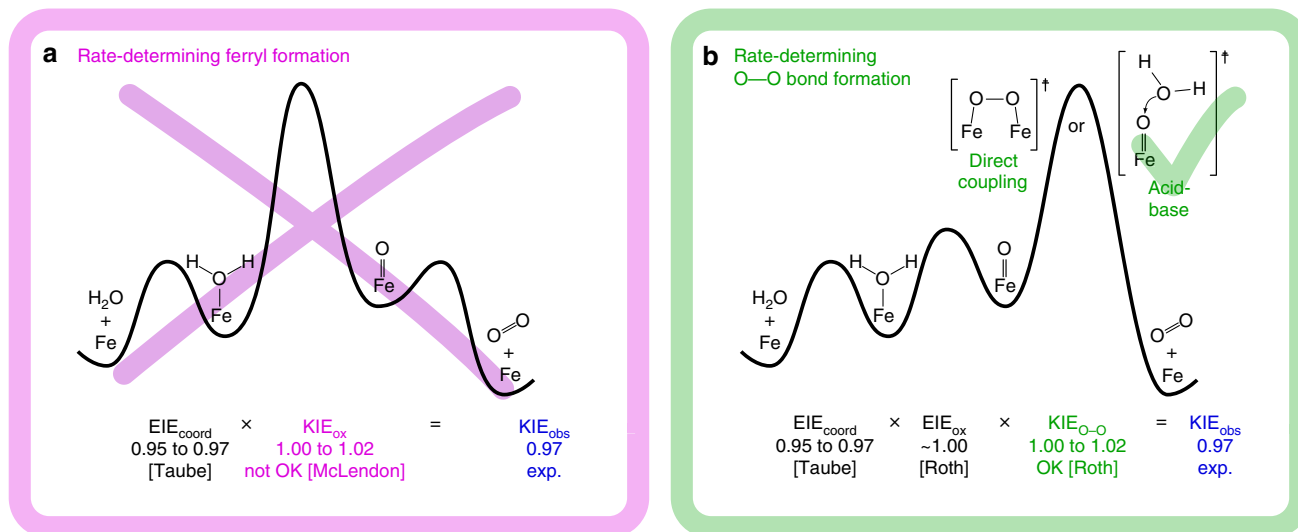 a Rate-determining ferryl formation
H₂O
+
Fe
H O H
Fe
O
Fe
O O
+
Fe
EIEcoord × KIEox = KIEobs
0.95 to 0.97 1.00 to 1.02 0.97
[Taube] not OK [McLendon] exp.
b Rate-determining
O—O bond formation
O O ‡
Fe Fe
Direct
coupling
or
H ‡
O H
O
Fe
Acid-
base
H₂O
+
Fe
H O H
Fe
O
Fe
O O
+
Fe
EIEcoord × EIEox × KIEO–O = KIEobs
0.95 to 0.97 ~1.00 1.00 to 1.02 0.97
[Taube] [Roth] OK [Roth] exp.